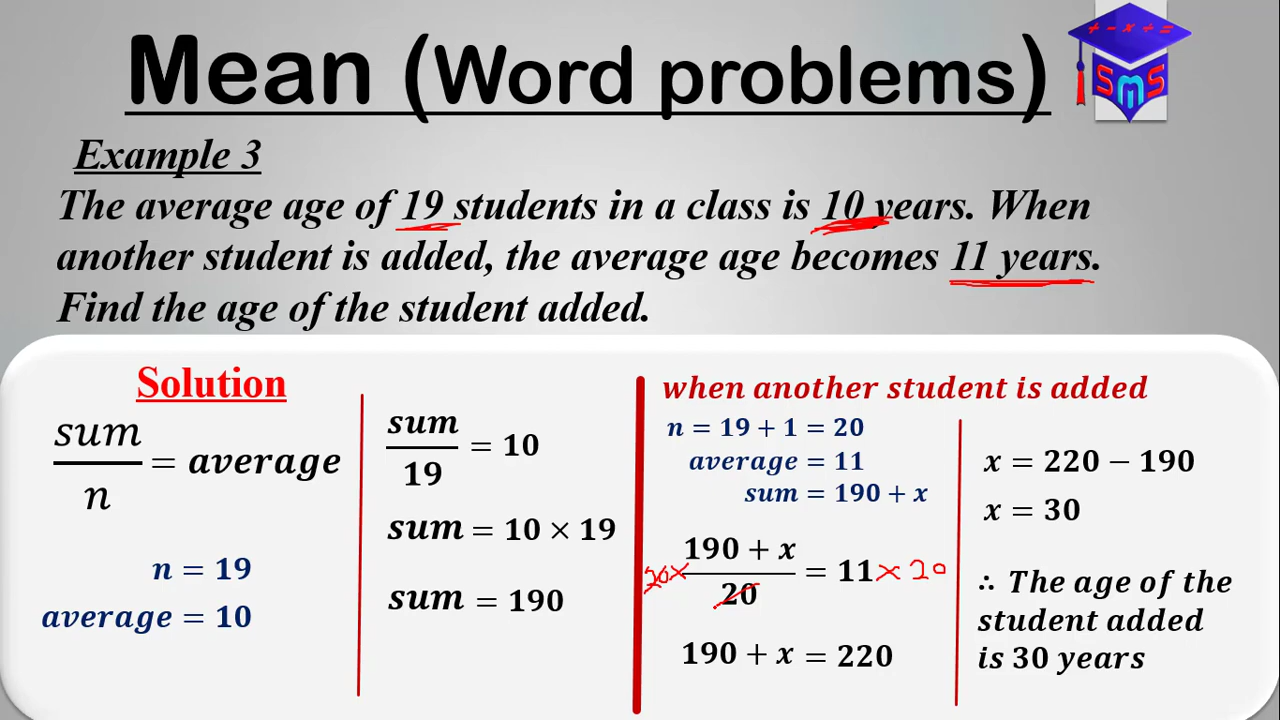 Mean (Word problems)
+ - × ÷ =
SMS
Example 3
The average age of 19 students in a class is 10 years. When
another student is added, the average age becomes 11 years.
Find the age of the student added.
Solution
sum/n = average
n = 19
average = 10
sum/19 = 10
sum = 10 × 19
sum = 190
when another student is added
n = 19 + 1 = 20
average = 11
sum = 190 + x
20× (190 + x)/20 = 11 × 20
190 + x = 220
x = 220 − 190
x = 30
∴ The age of the
student added
is 30 years